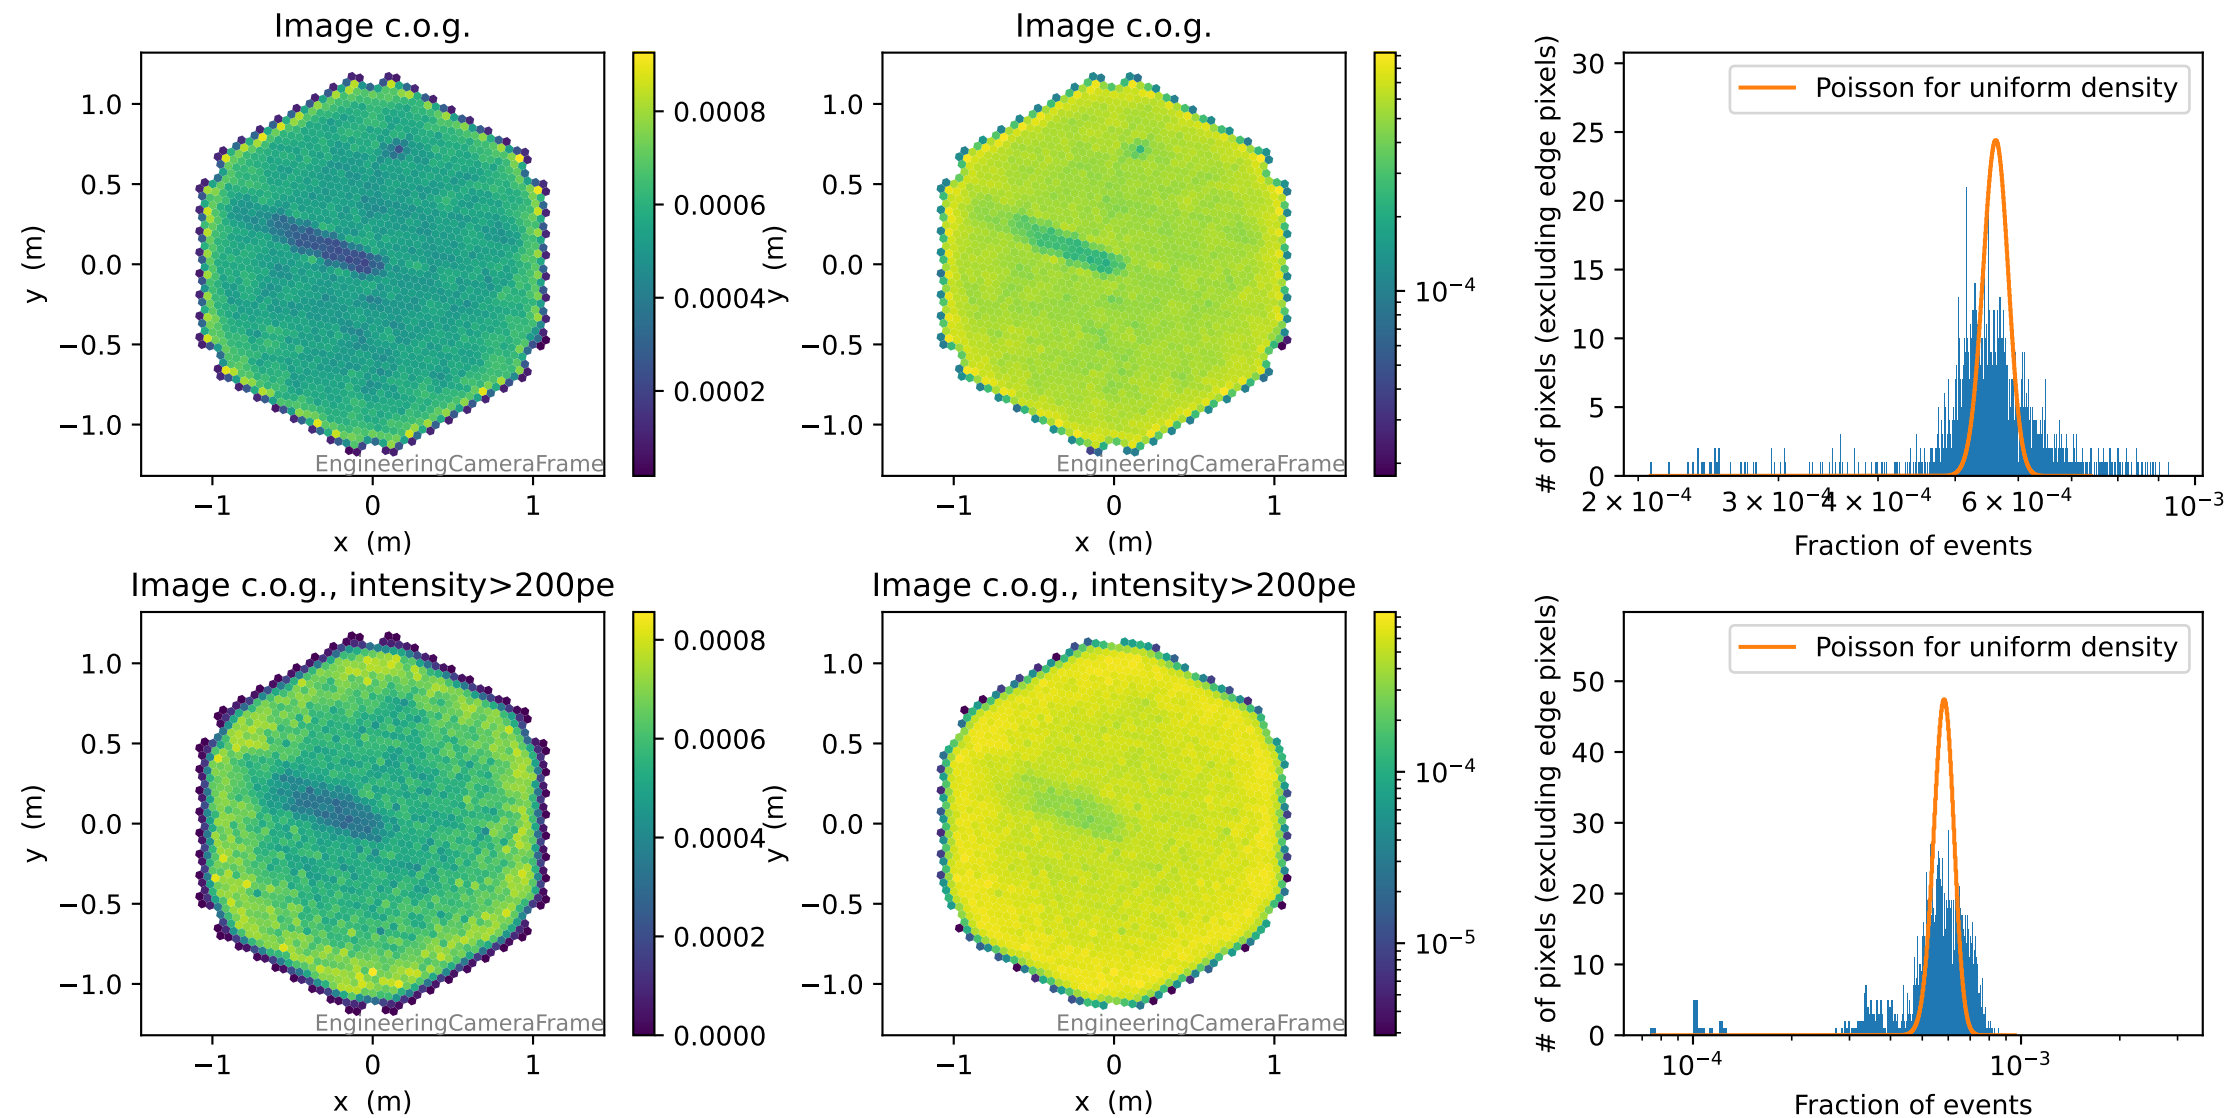 Image c.o.g.
1.0
0.5
0.0
−0.5
−1.0
y (m)
EngineeringCameraFrame
−1 0 1
x (m)
0.0008
0.0006
0.0004
0.0002
Image c.o.g.
1.0
0.5
0.0
−0.5
−1.0
y (m)
EngineeringCameraFrame
−1 0 1
x (m)
10⁻⁴
# of pixels (excluding edge pixels)
30
25
20
15
10
5
0
Poisson for uniform density
2 × 10⁻⁴ 3 × 10⁻⁴ 4 × 10⁻⁴ 6 × 10⁻⁴ 10⁻³
Fraction of events
Image c.o.g., intensity>200pe
1.0
0.5
0.0
−0.5
−1.0
y (m)
EngineeringCameraFrame
−1 0 1
x (m)
0.0008
0.0006
0.0004
0.0002
0.0000
Image c.o.g., intensity>200pe
1.0
0.5
0.0
−0.5
−1.0
y (m)
EngineeringCameraFrame
−1 0 1
x (m)
10⁻⁴
10⁻⁵
# of pixels (excluding edge pixels)
50
40
30
20
10
0
Poisson for uniform density
10⁻⁴ 10⁻³
Fraction of events